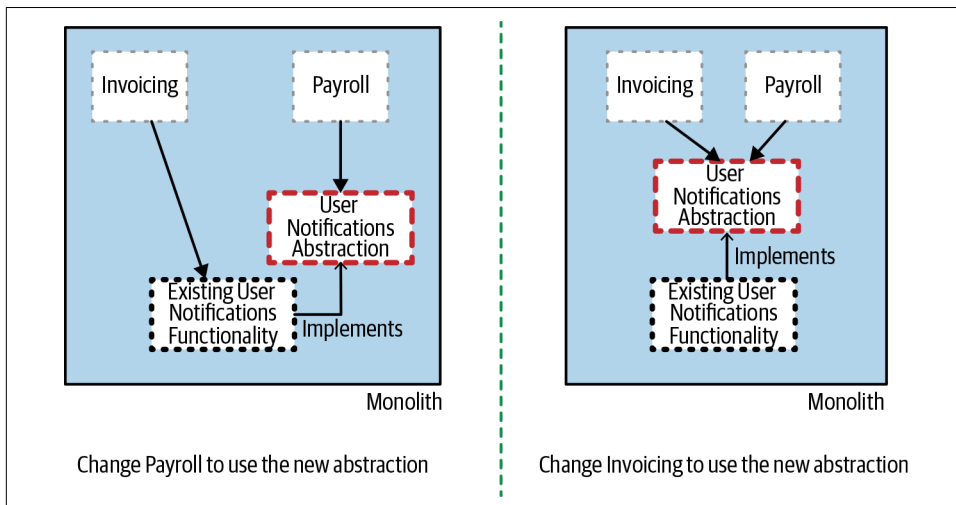 Invoicing
Payroll
User
Notifications
Abstraction
Existing User
Notifications
Functionality
Implements
Monolith
Change Payroll to use the new abstraction
Invoicing
Payroll
User
Notifications
Abstraction
Implements
Existing User
Notifications
Functionality
Monolith
Change Invoicing to use the new abstraction